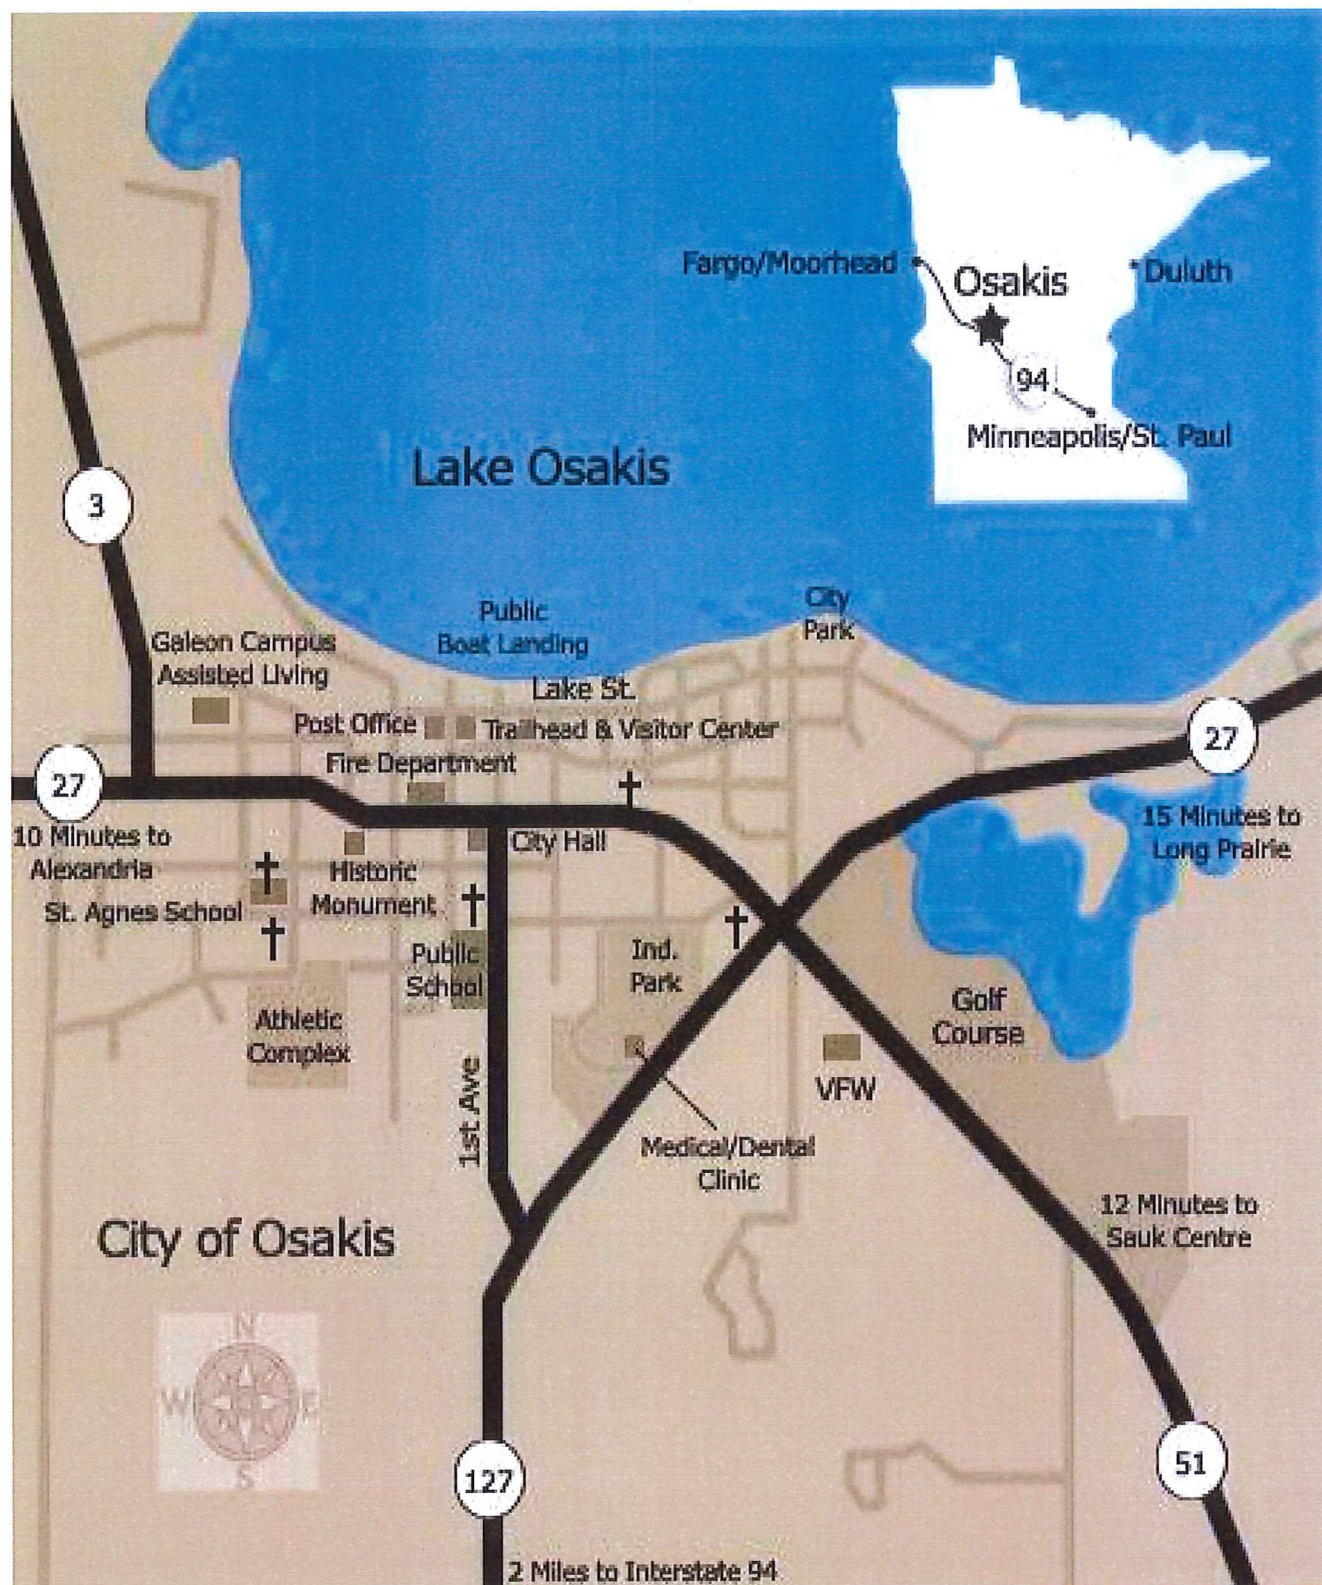 Fargo/Moorhead
Osakis
Duluth
94
Minneapolis/St. Paul
Lake Osakis
3
City
Park
Public
Boat Landing
Galeon Campus
Assisted Living
Lake St.
Post Office
Trailhead & Visitor Center
27
Fire Department
27
10 Minutes to
Alexandria
City Hall
15 Minutes to
Long Prairie
Historic
Monument
St. Agnes School
Public
School
Ind.
Park
Golf
Course
Athletic
Complex
VFW
1st Ave
Medical/Dental
Clinic
12 Minutes to
Sauk Centre
City of Osakis
N
W
E
S
51
127
2 Miles to Interstate 94